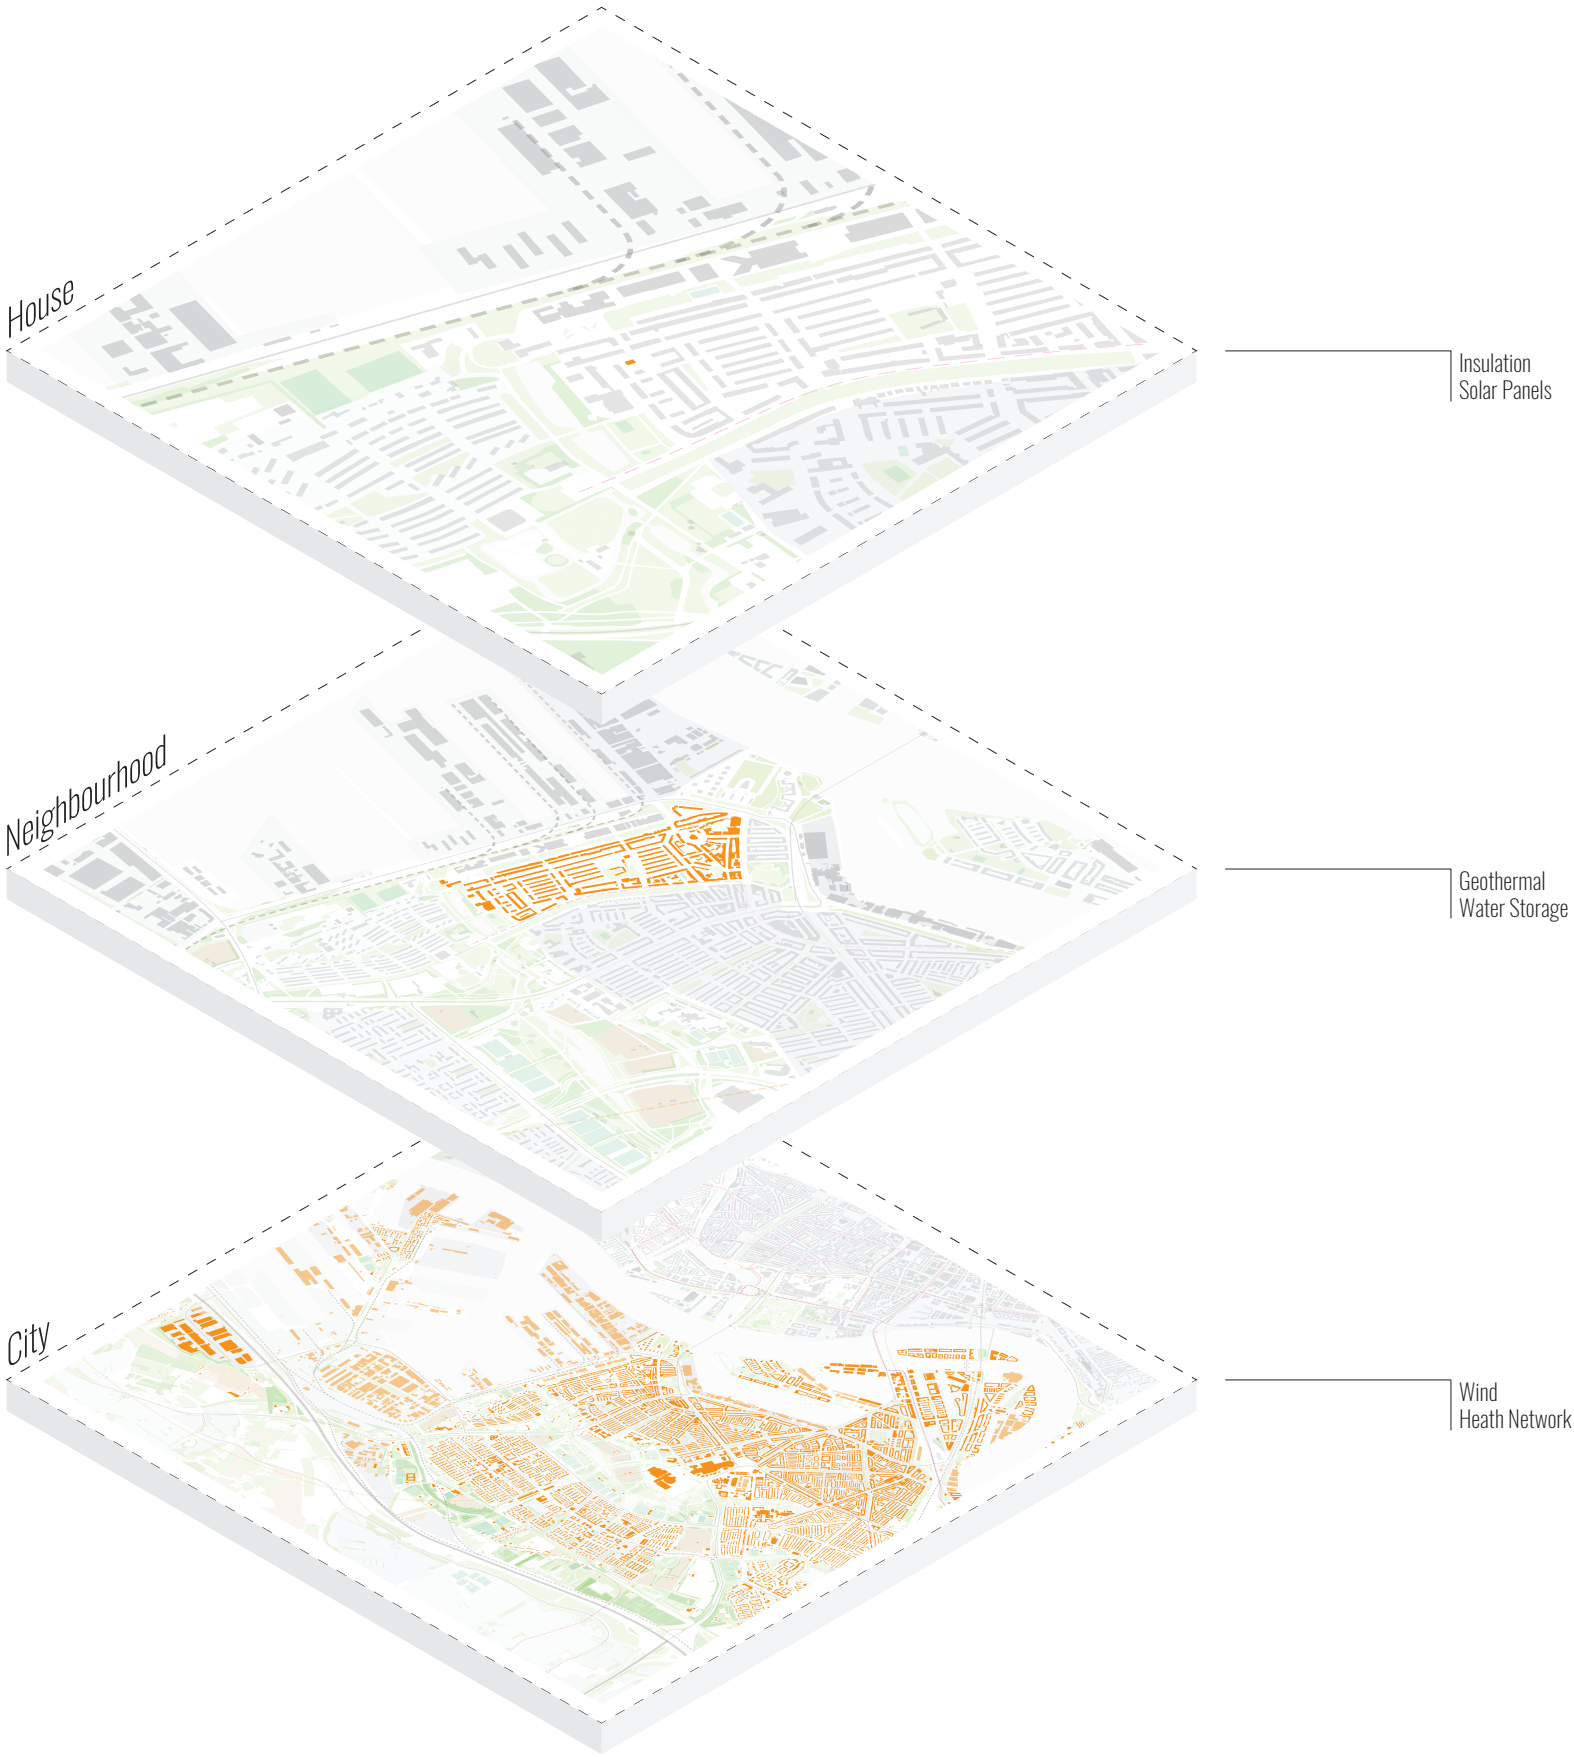 House
Insulation
Solar Panels
Neighbourhood
Geothermal
Water Storage
City
Wind
Heath Network